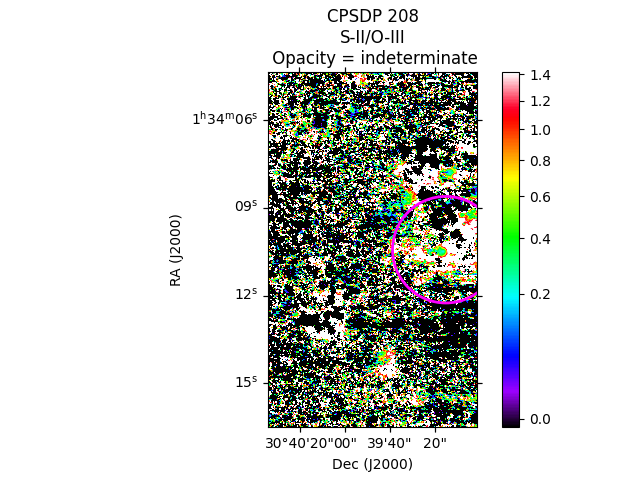 CPSDP 208
S-II/O-III
Opacity = indeterminate
1h34m06s
09s
12s
15s
RA (J2000)
30°40'20"00" 39'40" 20"
Dec (J2000)
1.4
1.2
1.0
0.8
0.6
0.4
0.2
0.0